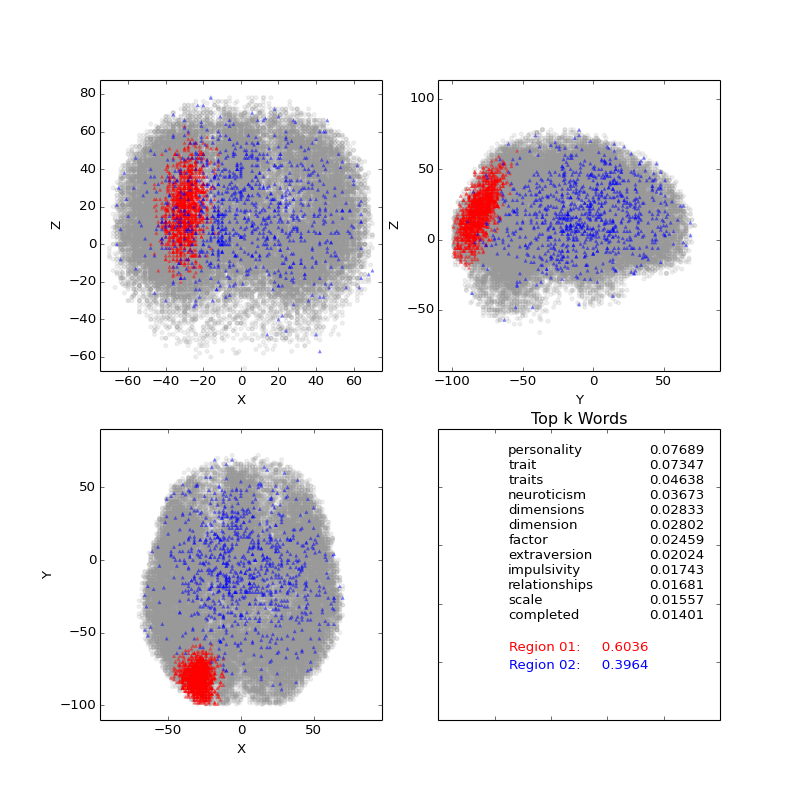 80
60
40
20
0
−20
−40
−60
Z
−60 −40 −20 0 20 40 60
X
100
50
0
−50
Z
−100 −50 0 50
Y
50
0
−50
−100
Y
−50 0 50
X
Top k Words
personality 0.07689
trait 0.07347
traits 0.04638
neuroticism 0.03673
dimensions 0.02833
dimension 0.02802
factor 0.02459
extraversion 0.02024
impulsivity 0.01743
relationships 0.01681
scale 0.01557
completed 0.01401
Region 01: 0.6036
Region 02: 0.3964